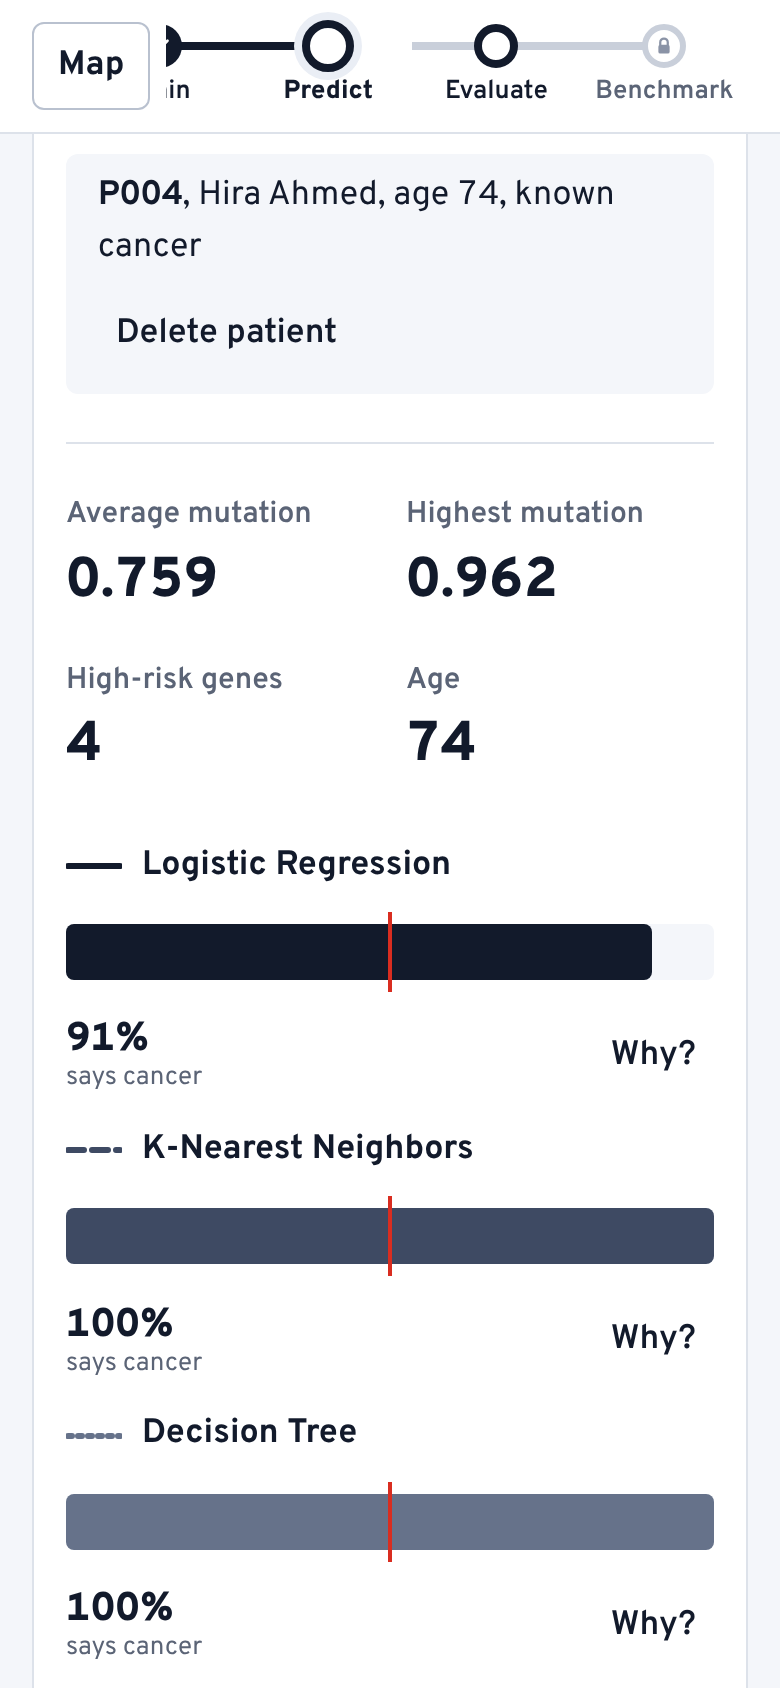 Map
in
Predict
Evaluate
Benchmark
P004, Hira Ahmed, age 74, known
cancer
Delete patient
Average mutation
Highest mutation
0.759
0.962
High-risk genes
Age
4
74
Logistic Regression
91%
says cancer
Why?
K-Nearest Neighbors
100%
says cancer
Why?
Decision Tree
100%
says cancer
Why?